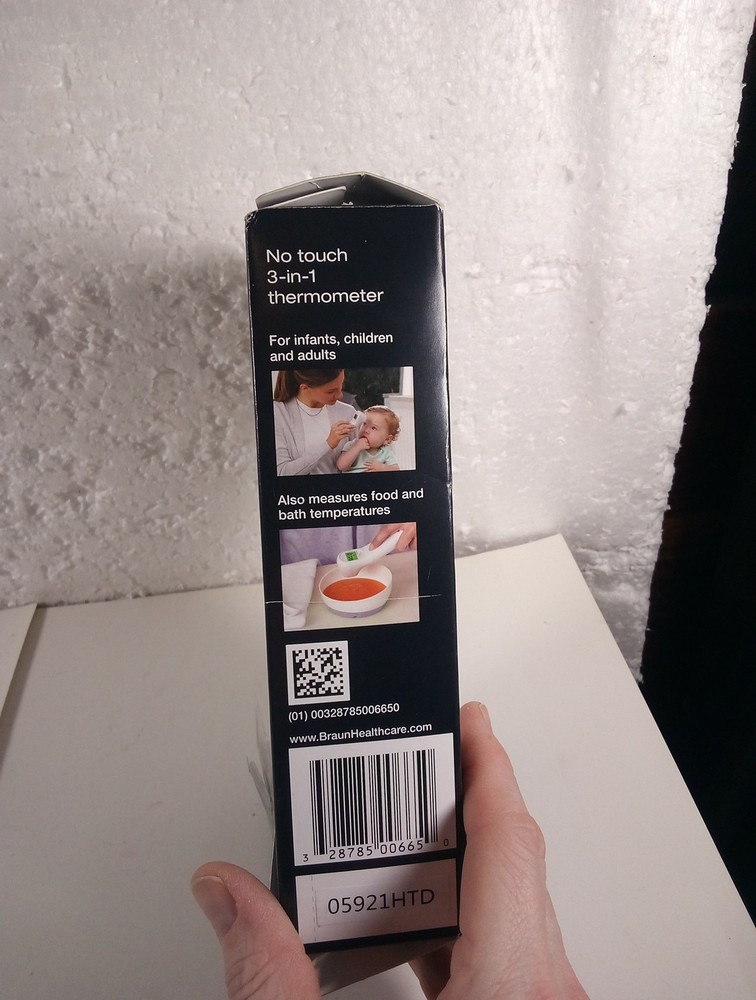 No touch
3-in-1
thermometer
For infants, children
and adults
Also measures food and
bath temperatures
(01) 00328785006650
www.BraunHealthcare.com
3 28785 00665 0
05921HTD